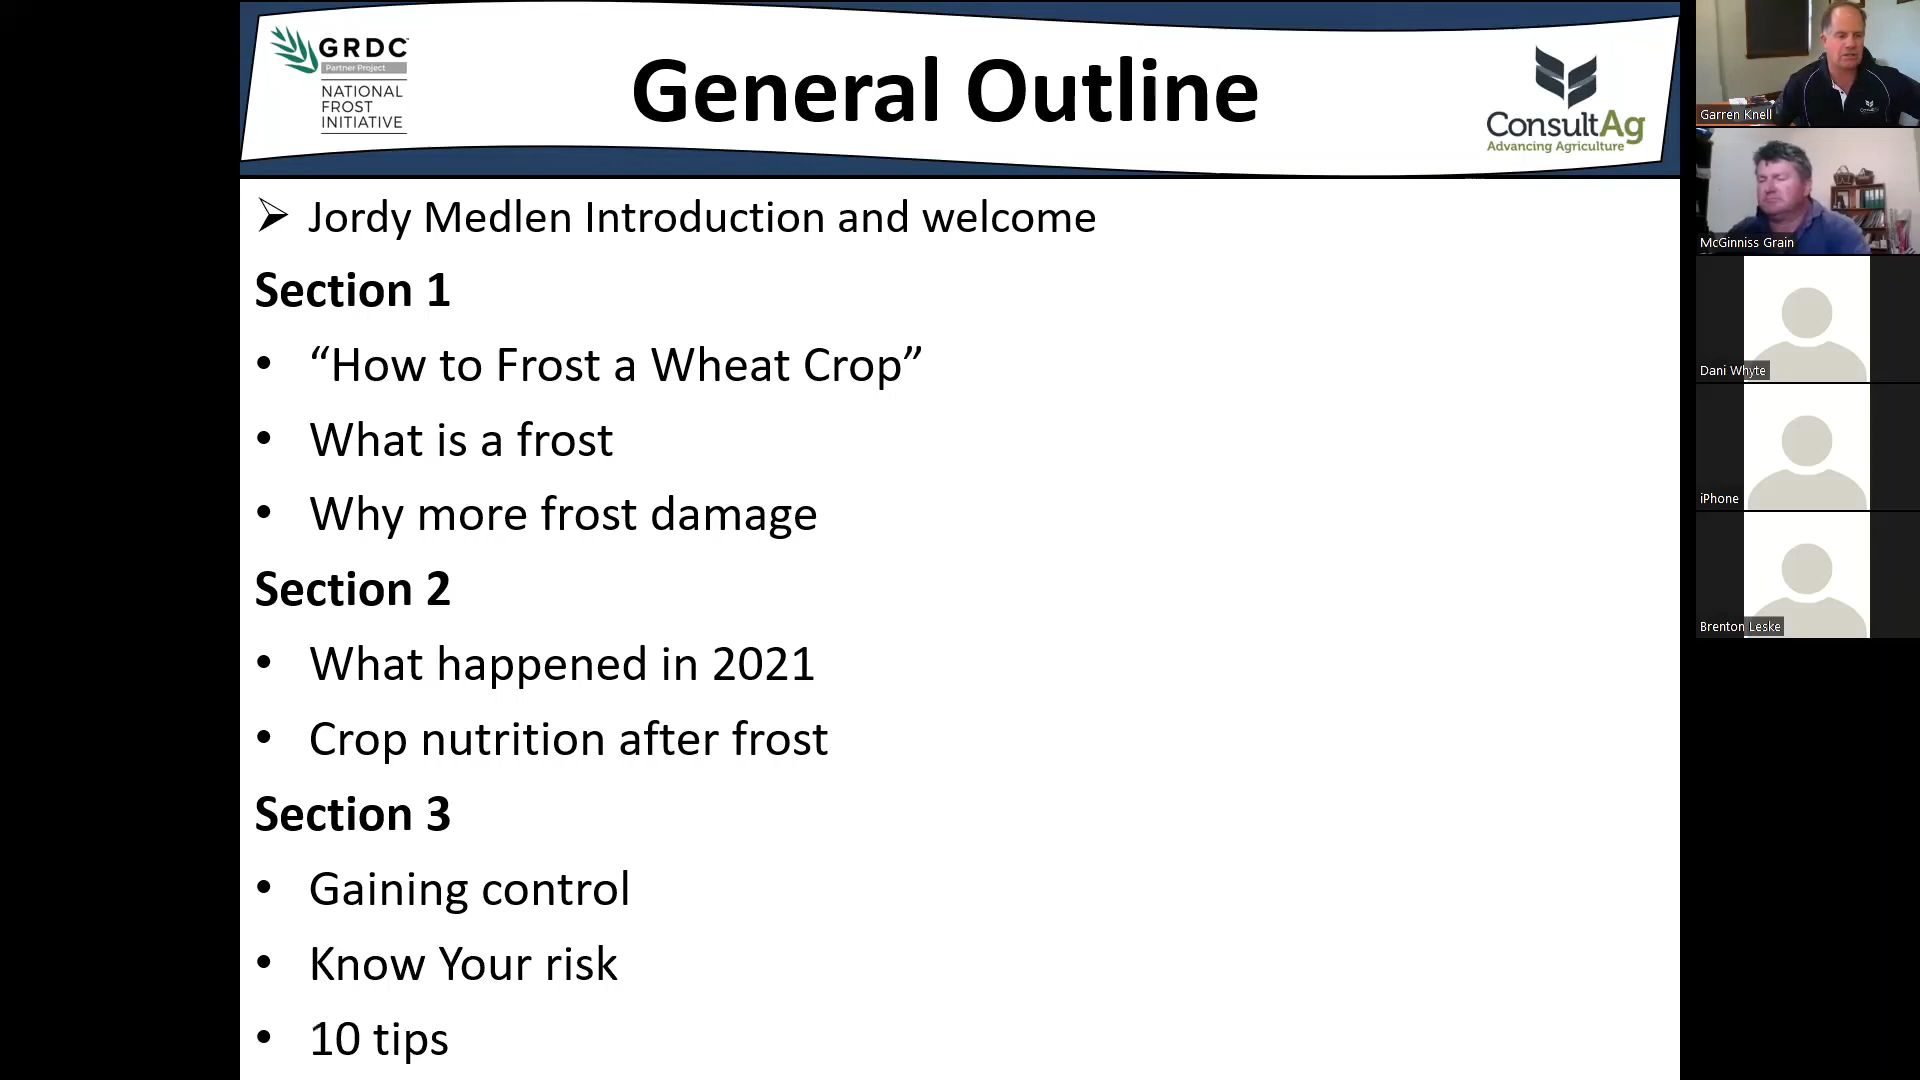 GRDC
Partner Project
NATIONAL
FROST
INITIATIVE
General Outline
ConsultAg
Advancing Agriculture
Jordy Medlen Introduction and welcome
Section 1
• “How to Frost a Wheat Crop”
• What is a frost
• Why more frost damage
Section 2
• What happened in 2021
• Crop nutrition after frost
Section 3
• Gaining control
• Know Your risk
• 10 tips
Garren Knell
McGinniss Grain
Dani Whyte
iPhone
Brenton Leske